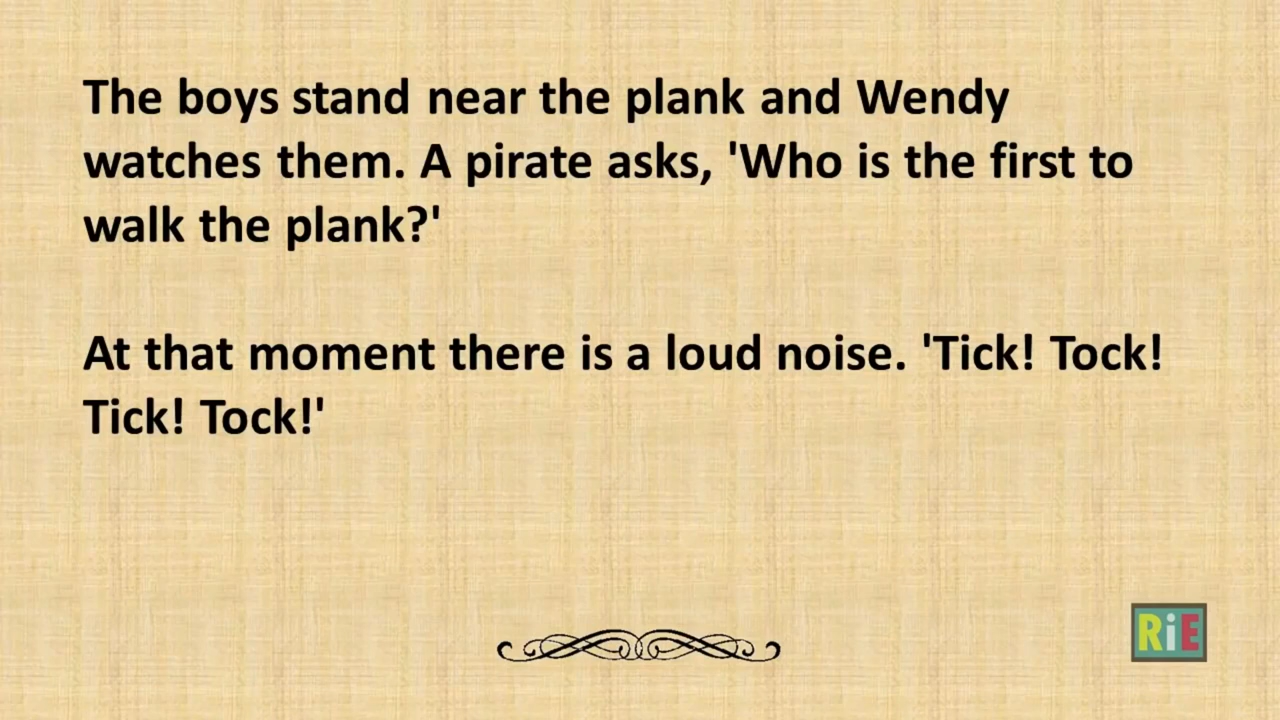 The boys stand near the plank and Wendy
watches them. A pirate asks, 'Who is the first to
walk the plank?'
At that moment there is a loud noise. 'Tick! Tock!
Tick! Tock!'
RiE